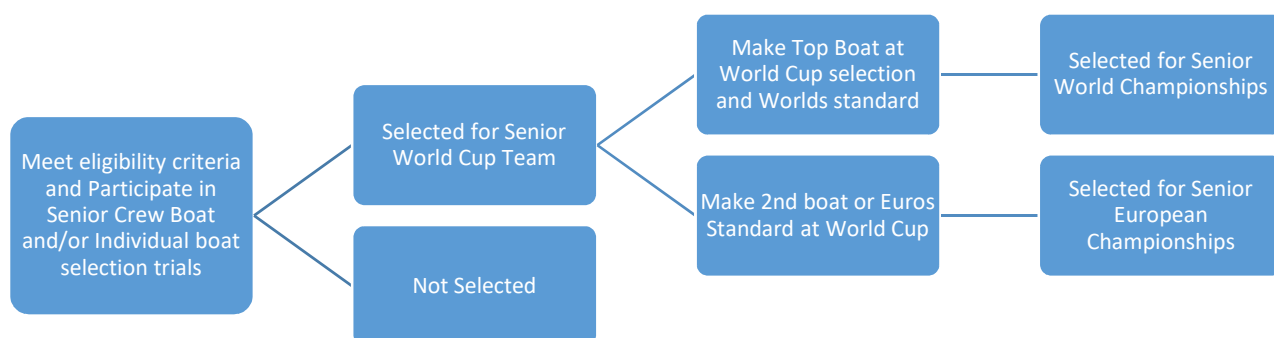 Meet eligibility criteria
and Participate in
Senior Crew Boat
and/or Individual boat
selection trials
Selected for Senior
World Cup Team
Not Selected
Make Top Boat at
World Cup selection
and Worlds standard
Make 2nd boat or Euros
Standard at World Cup
Selected for Senior
World Championships
Selected for Senior
European
Championships